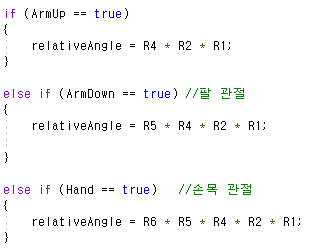 if (ArmUp == true)
{
relativeAngle = R4 * R2 * R1;
}
else if (ArmDown == true) //팔 관절
{
relativeAngle = R5 * R4 * R2 * R1;
}
else if (Hand == true) //손목 관절
{
relativeAngle = R6 * R5 * R4 * R2 * R1;
}